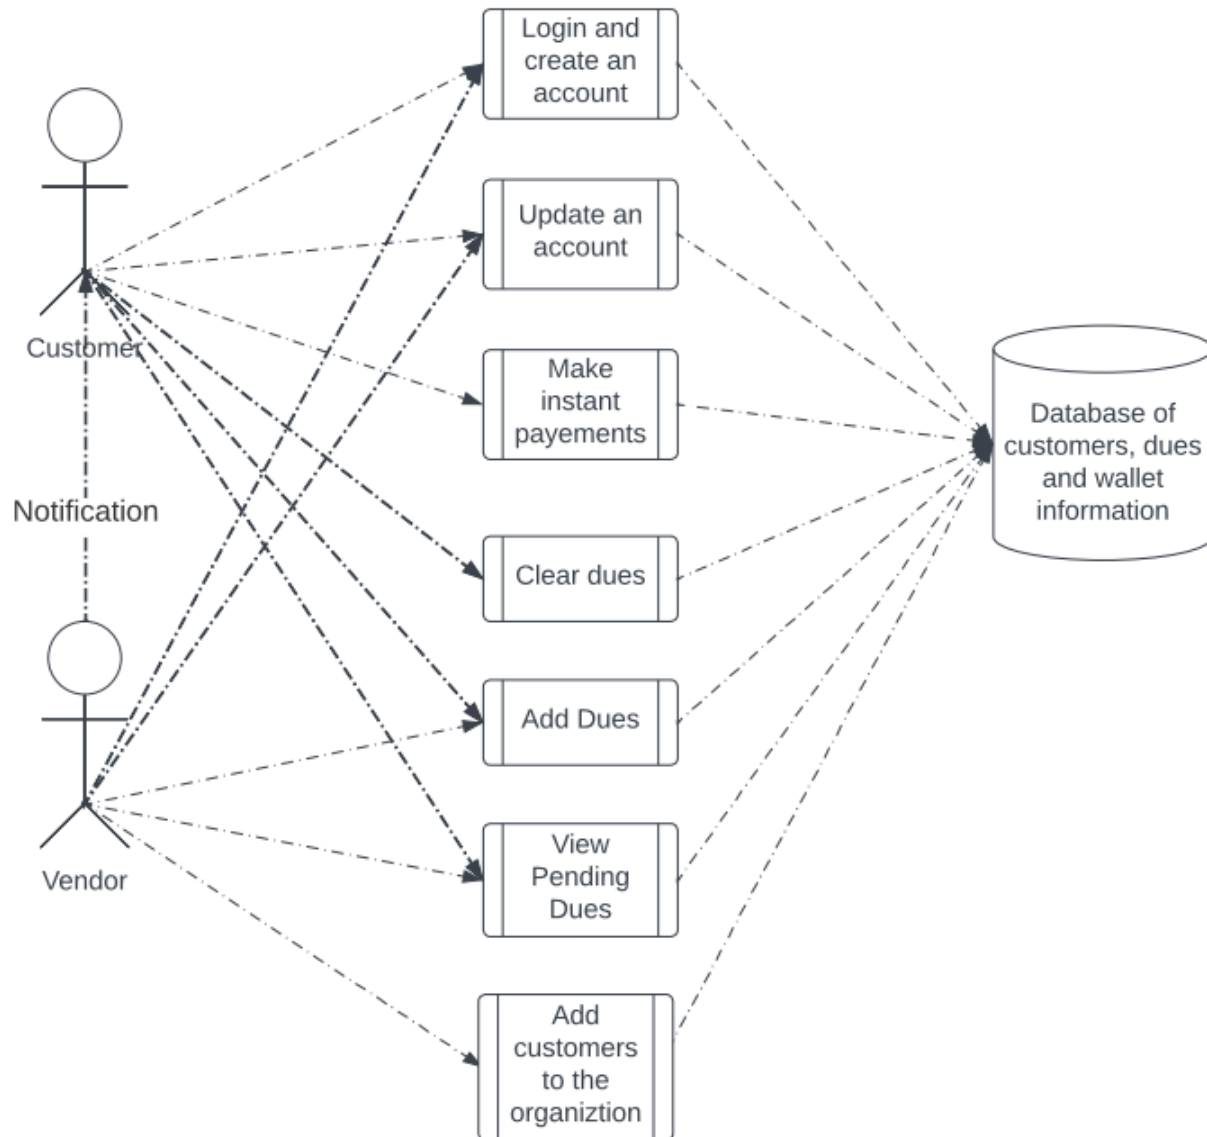 Login and
create an
account
Update an
account
Customer
Make
instant
payements
Database of
customers, dues
and wallet
information
Notification
Clear dues
Add Dues
Vendor
View
Pending
Dues
Add
customers
to the
organiztion